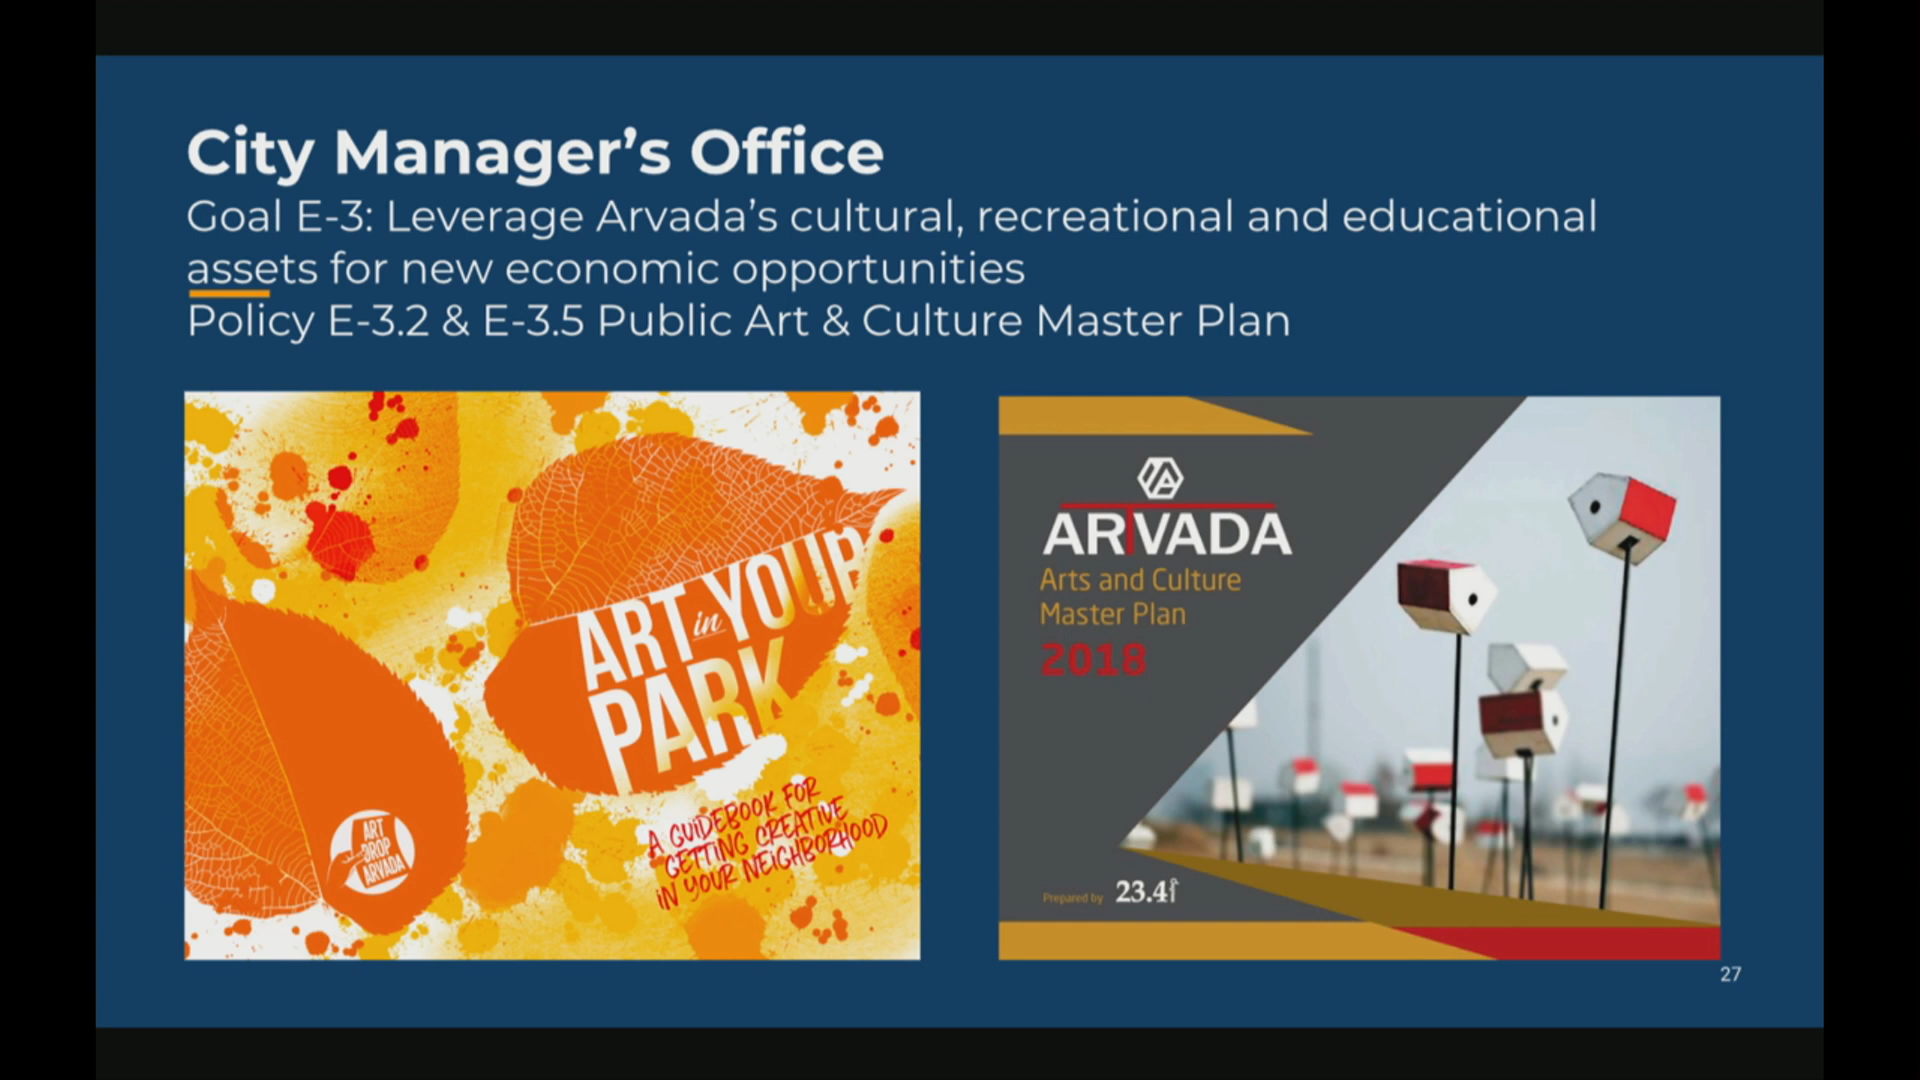 City Manager’s Office
Goal E-3: Leverage Arvada’s cultural, recreational and educational
assets for new economic opportunities
Policy E-3.2 & E-3.5 Public Art & Culture Master Plan
ART in YOUR
PARK
A GUIDEBOOK FOR
GETTING CREATIVE
IN YOUR NEIGHBORHOOD
ART
DROP
ARVADA
ARTVADA
Arts and Culture
Master Plan
2018
Prepared by 23.4
27